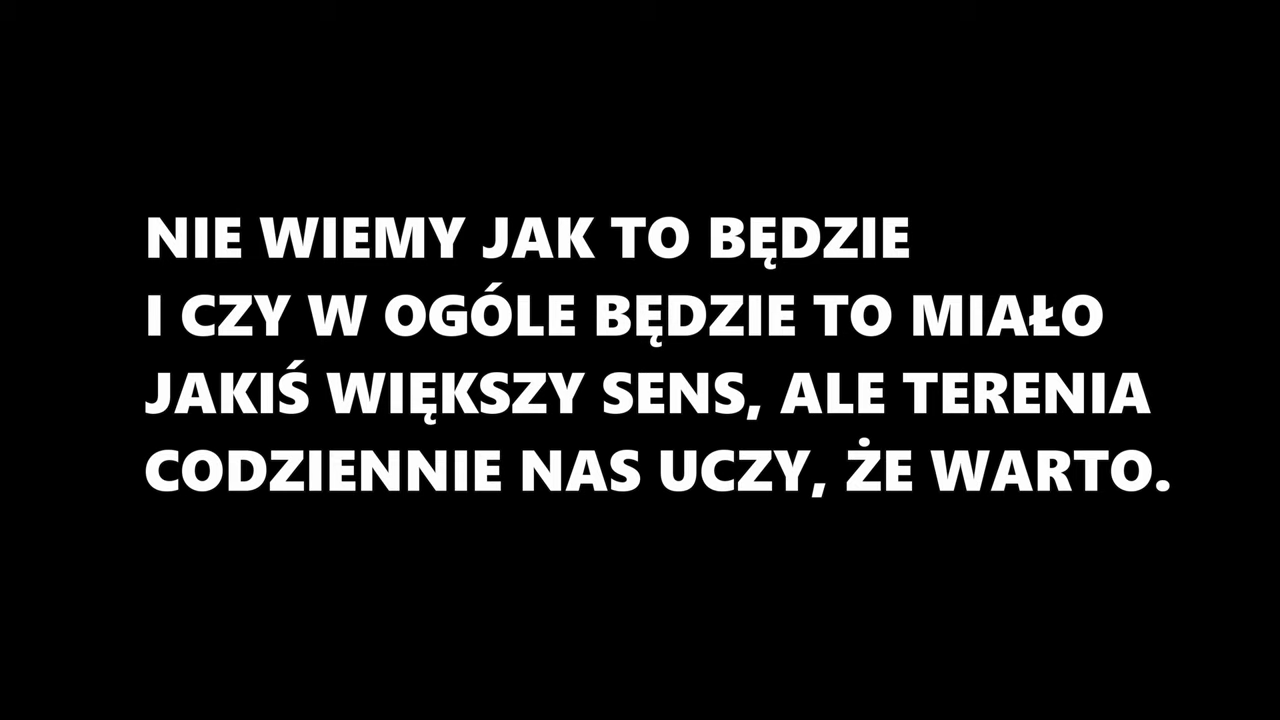 NIE WIEMY JAK TO BĘDZIE
I CZY W OGÓLE BĘDZIE TO MIAŁO
JAKIŚ WIĘKSZY SENS, ALE TERENIA
CODZIENNIE NAS UCZY, ŻE WARTO.